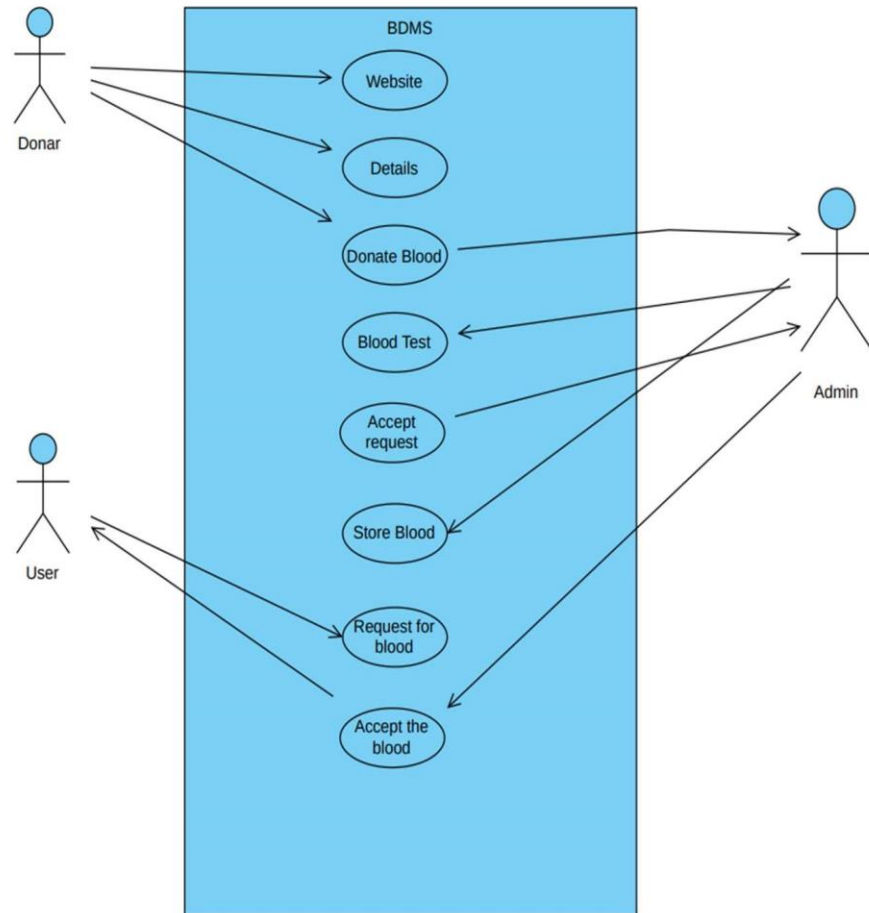 BDMS
Website
Donar
Details
Donate Blood
Blood Test
Admin
Accept
request
Store Blood
User
Request for
blood
Accept the
blood